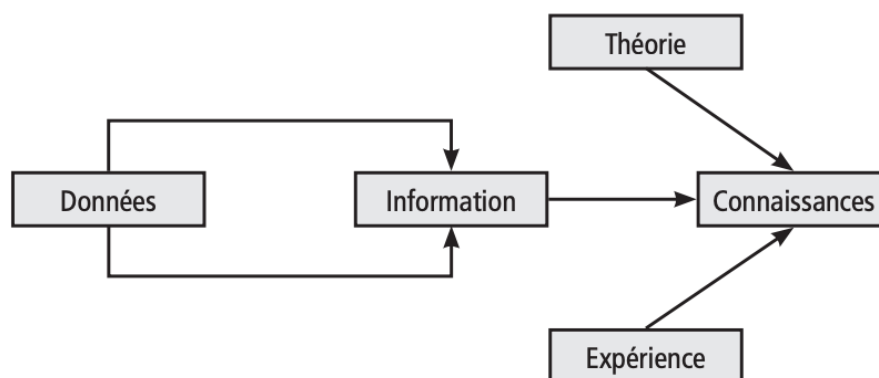 Théorie
Données
Information
Connaissances
Expérience